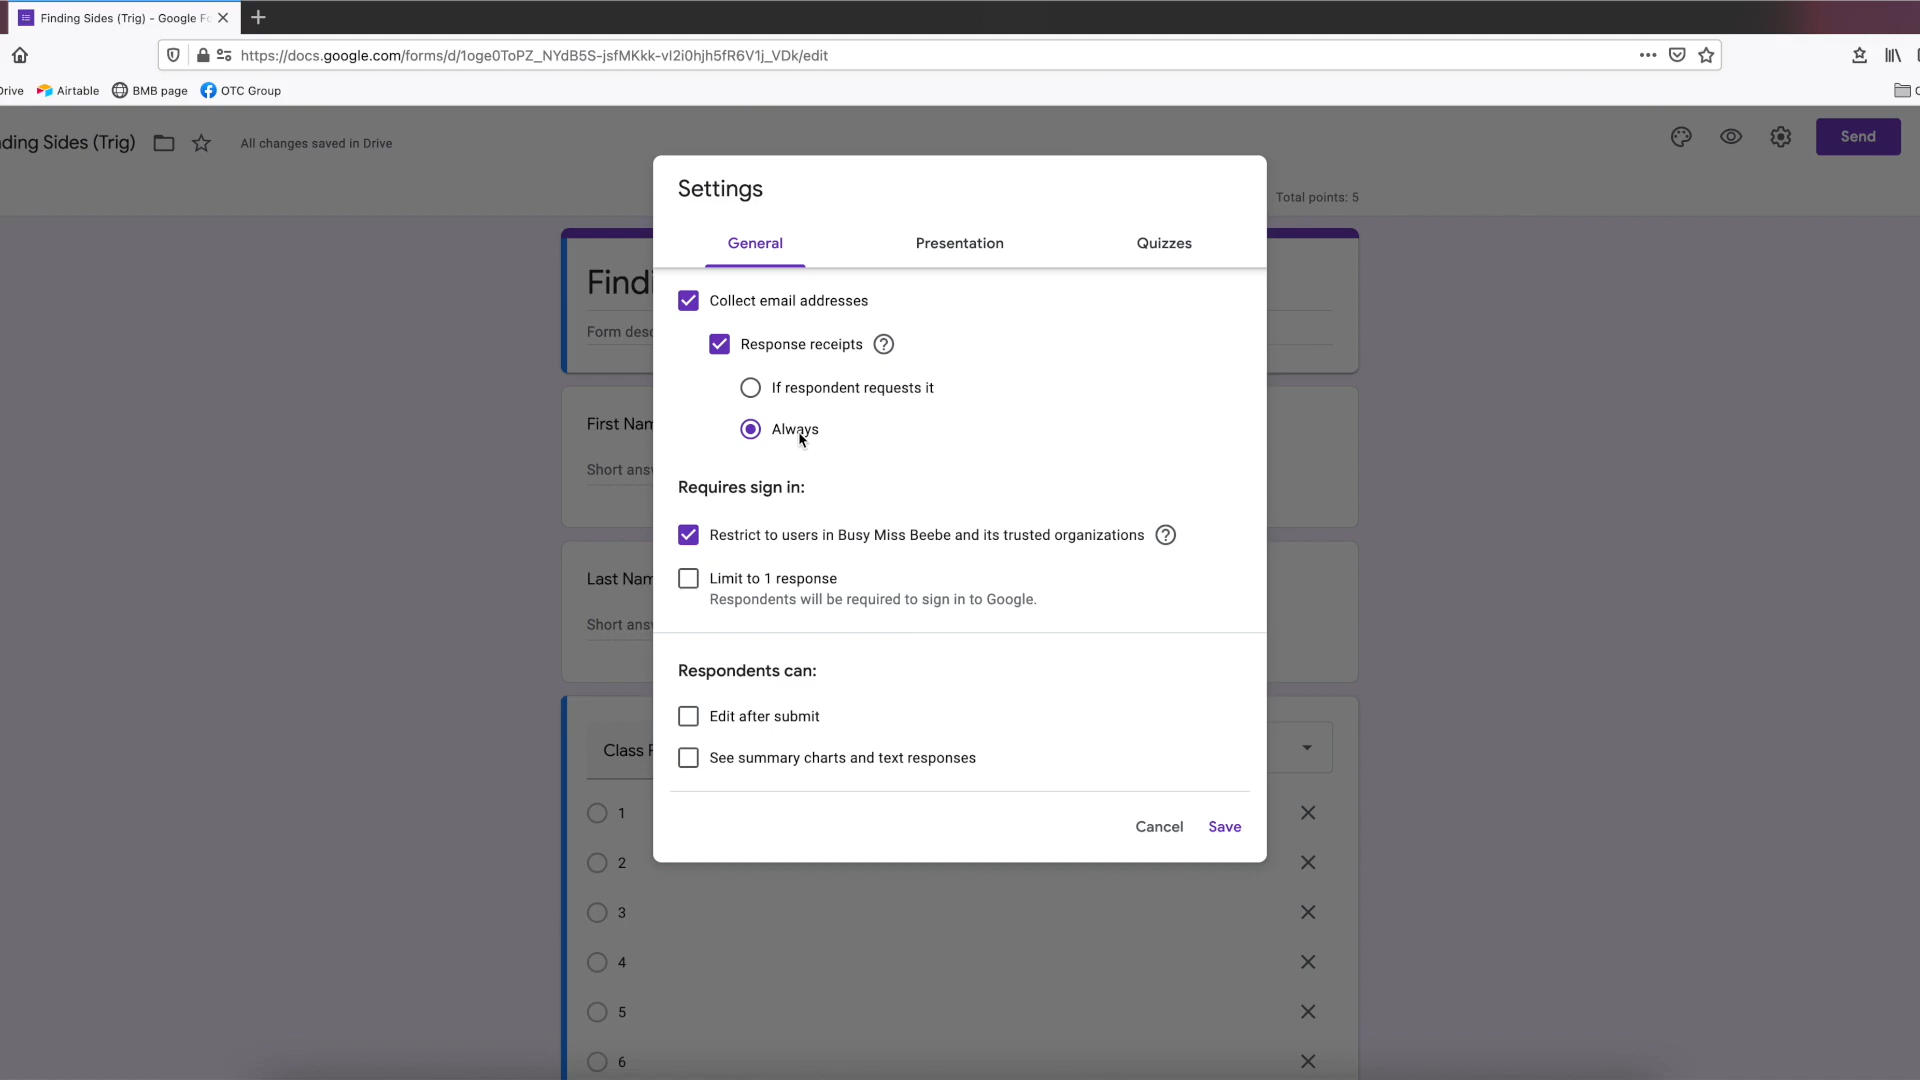 Finding Sides (Trig) - Google Fo
https://docs.google.com/forms/d/1oge0ToPZ_NYdB5S-jsfMKkk-vI2i0hjh5fR6V1j_VDk/edit
Drive Airtable BMB page OTC Group
nding Sides (Trig) All changes saved in Drive Send
Total points: 5
Settings
General Presentation Quizzes
Findi
Form desc
Collect email addresses
Response receipts ?
If respondent requests it
Always
First Nam
Short answ
Requires sign in:
Restrict to users in Busy Miss Beebe and its trusted organizations ?
Limit to 1 response
Respondents will be required to sign in to Google.
Last Nam
Short answ
Respondents can:
Edit after submit
See summary charts and text responses
Class P
Cancel Save
1
2
3
4
5
6